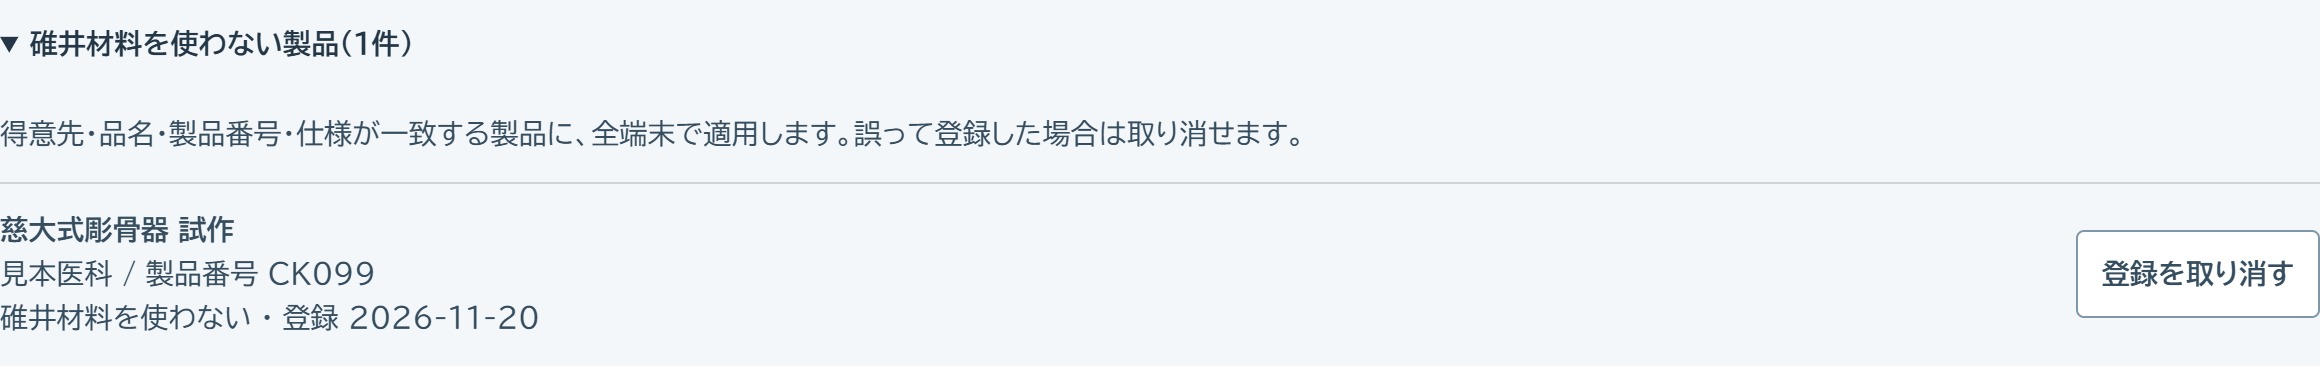 ▼ 碓井材料を使わない製品(1件)
得意先・品名・製品番号・仕様が一致する製品に、全端末で適用します。誤って登録した場合は取り消せます。
慈大式彫骨器 試作
見本医科 / 製品番号 CK099
碓井材料を使わない・登録 2026-11-20
登録を取り消す